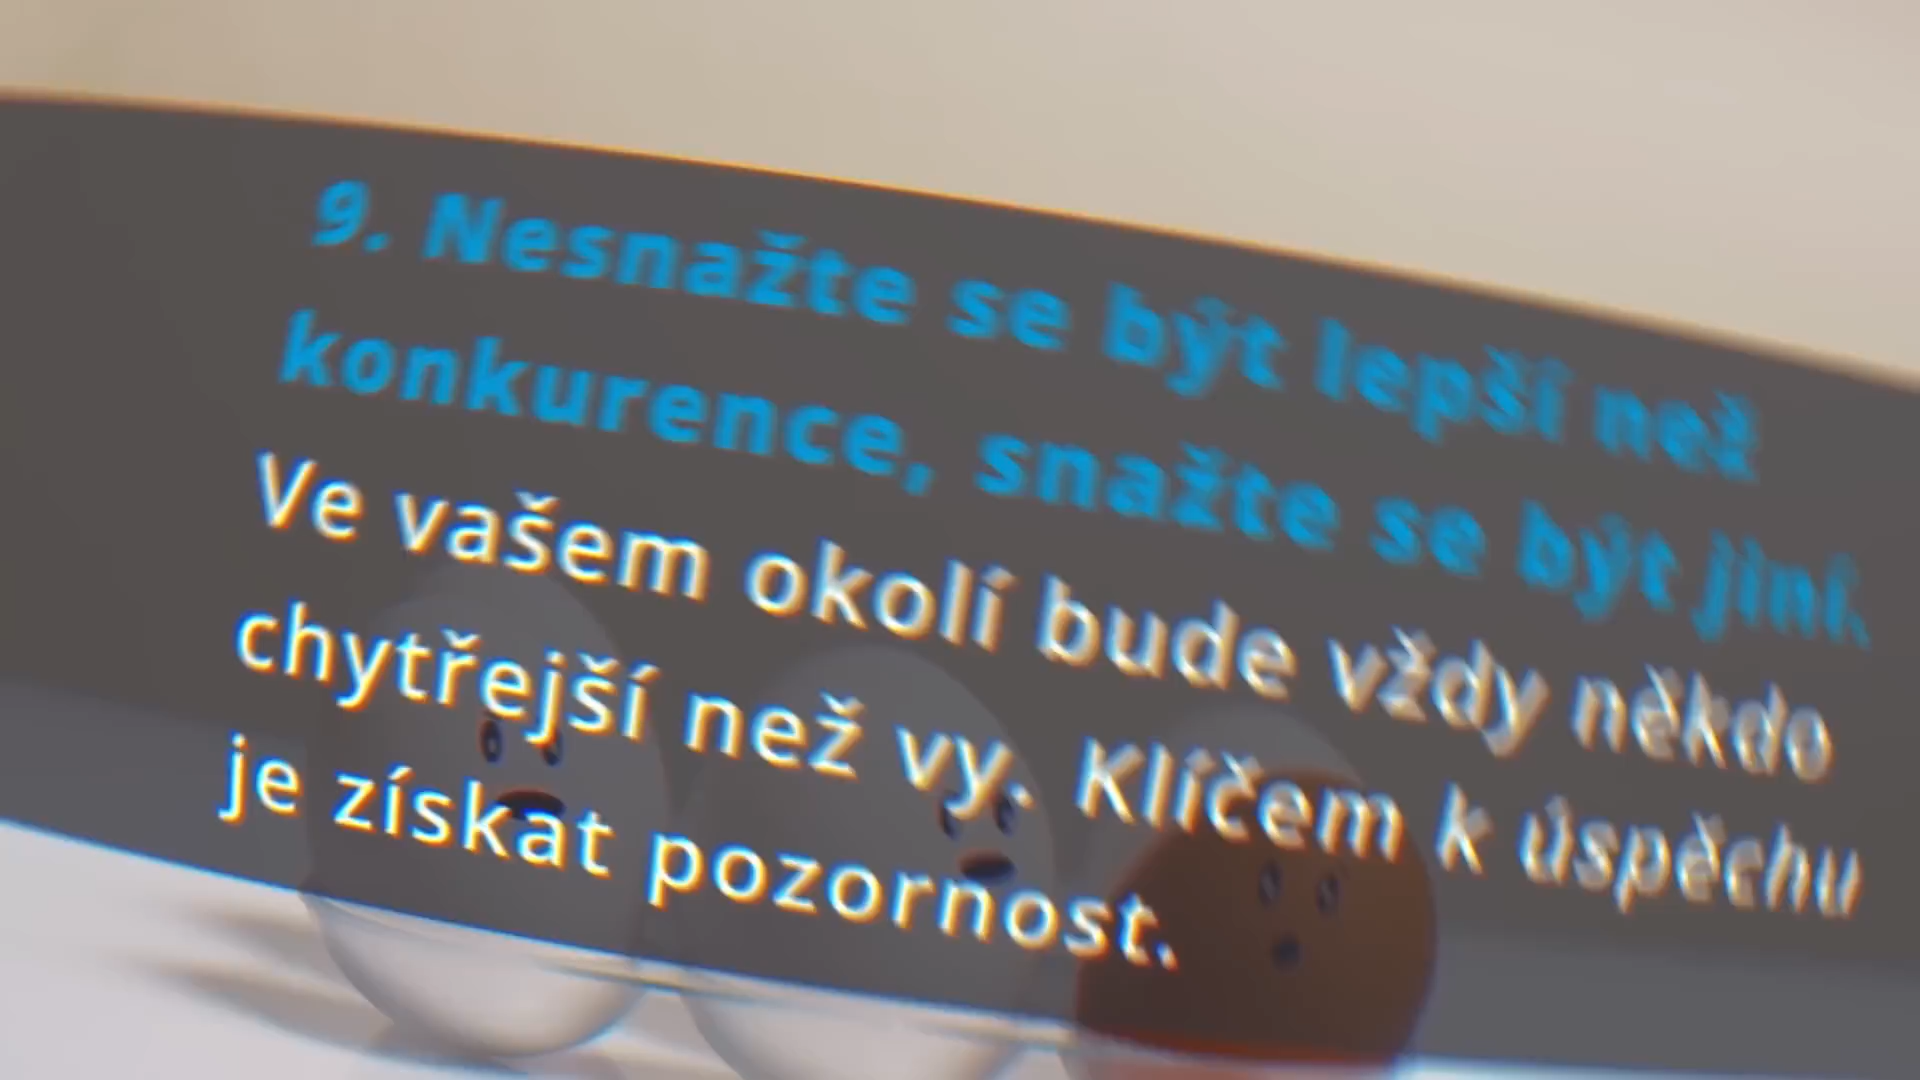 9. Nesnažte se být lepší než
konkurence, snažte se být jiní.
Ve vašem okolí bude vždy někdo
chytřejší než vy. Klíčem k úspěchu
je získat pozornost.